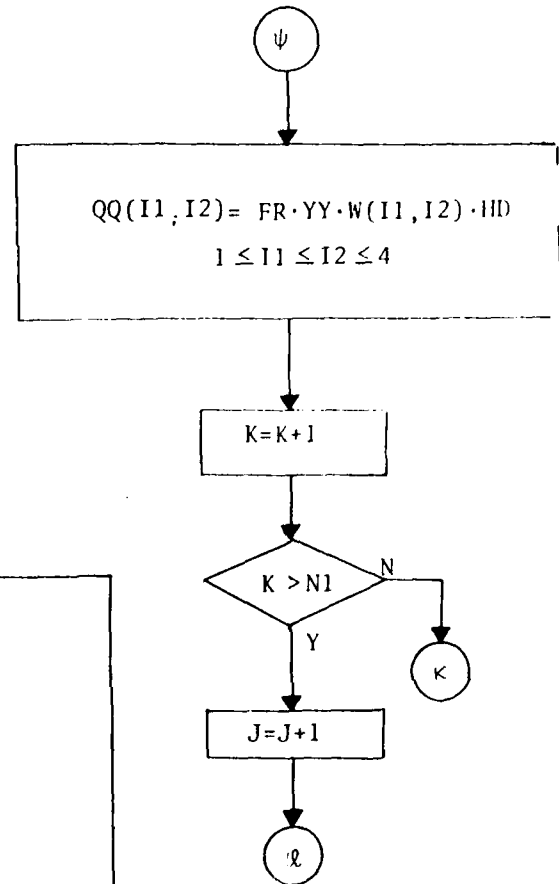 ψ
QQ(I1,I2)= FR·YY·W(I1,I2)·HD
1 ≤ I1 ≤ I2 ≤ 4
K=K+1
K > N1
N
Y
K
J=J+1